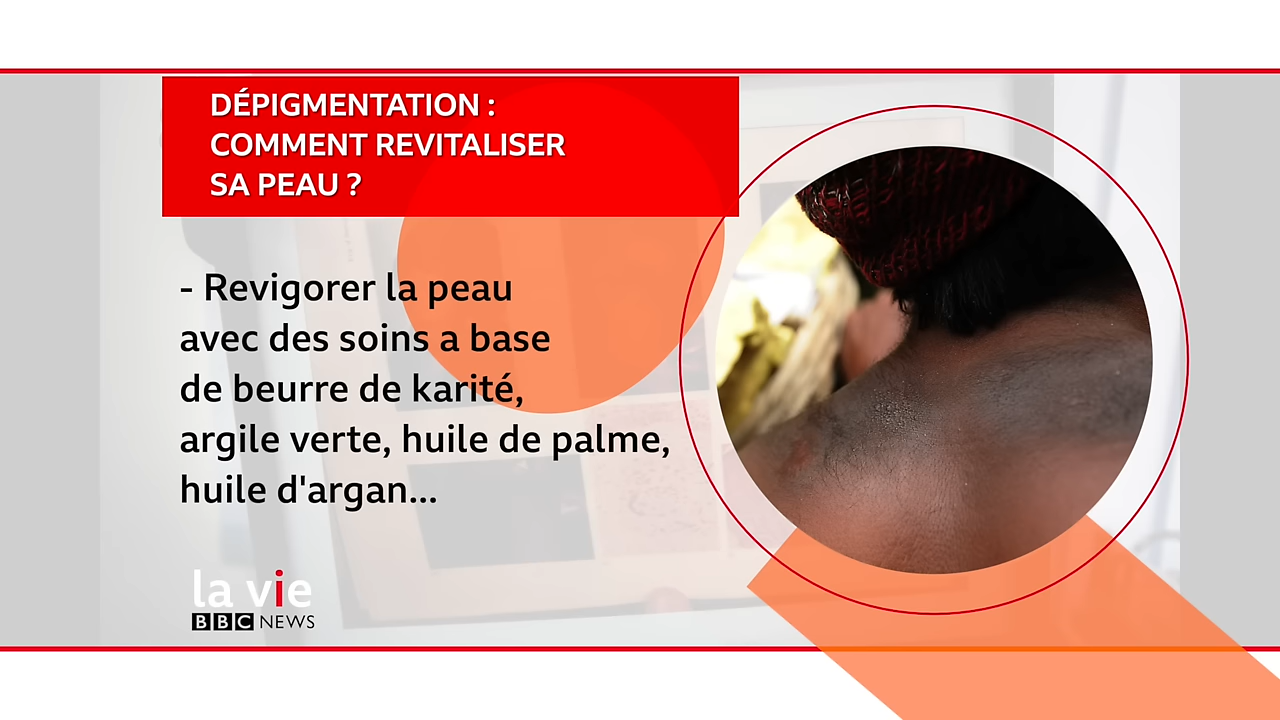 DÉPIGMENTATION :
COMMENT REVITALISER
SA PEAU ?
- Revigorer la peau
avec des soins a base
de beurre de karité,
argile verte, huile de palme,
huile d'argan...
la vie
BBC NEWS